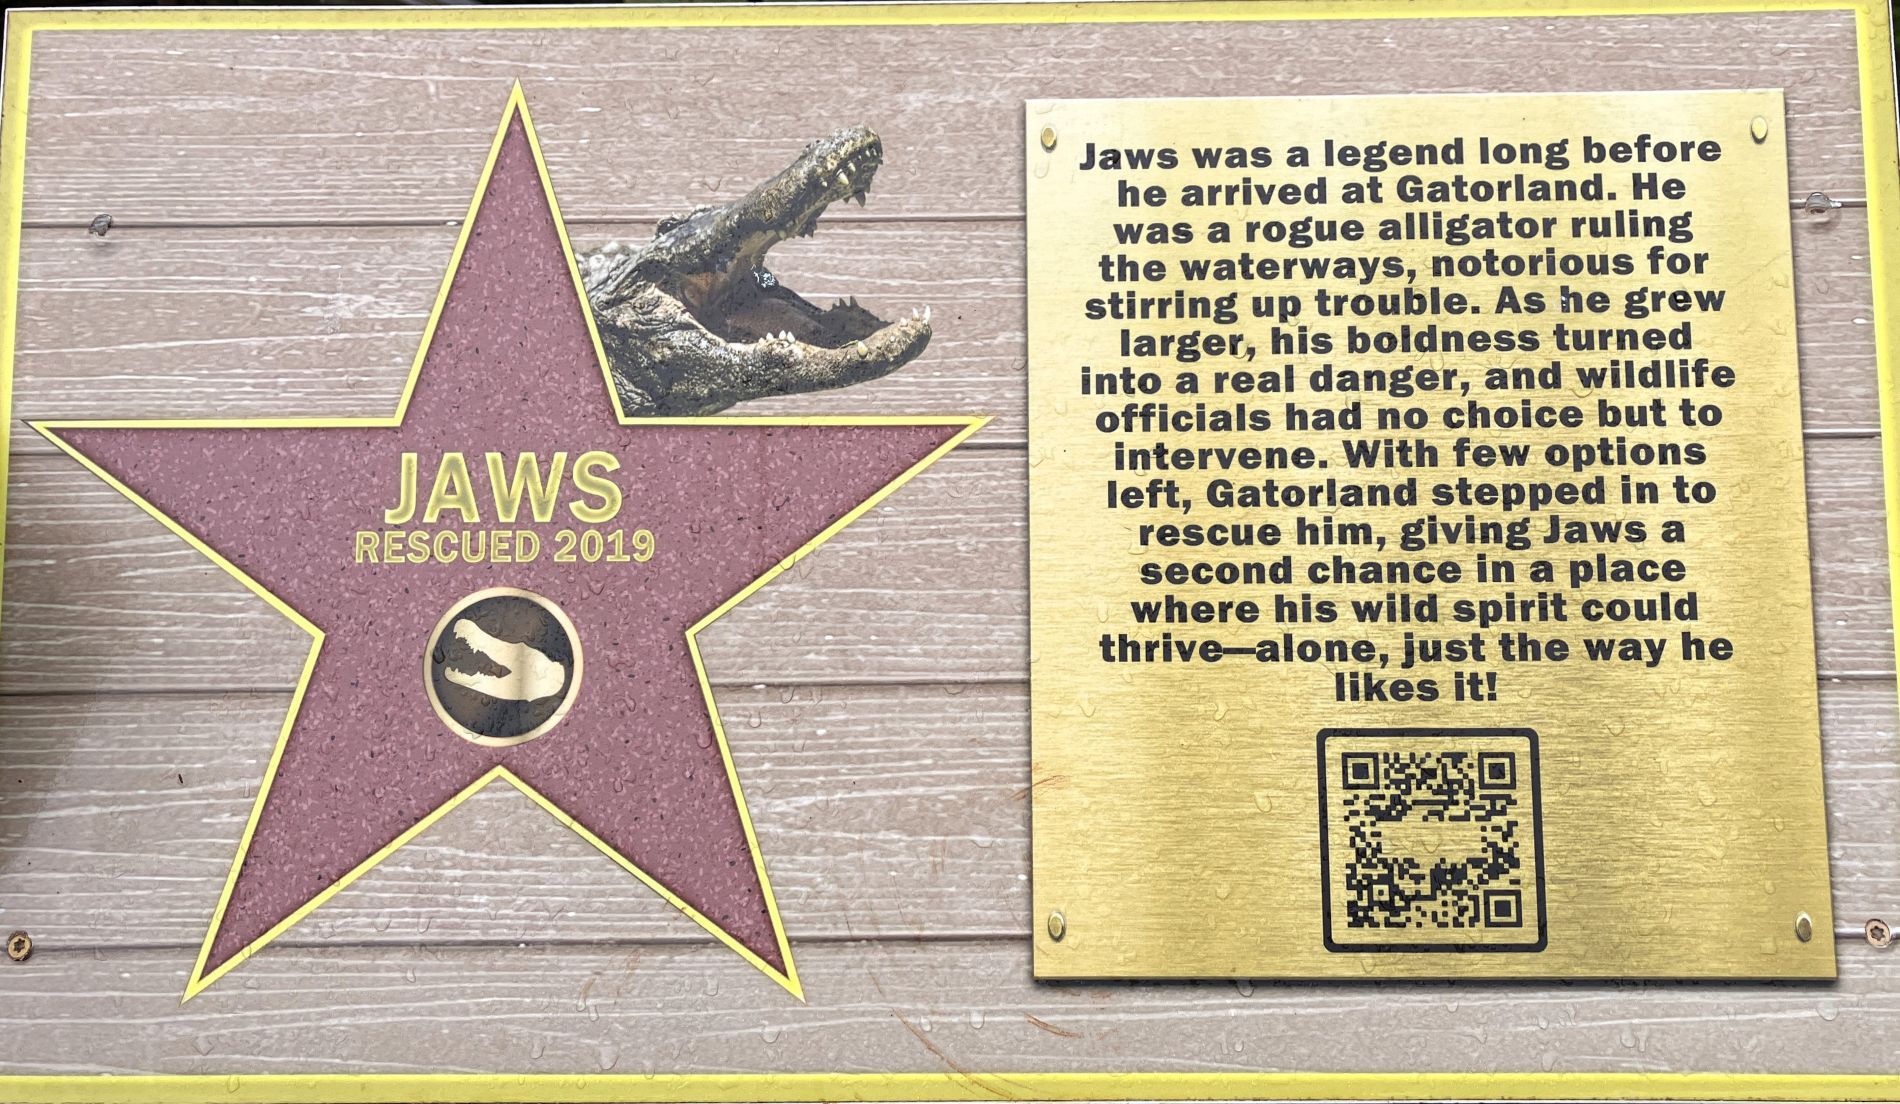 JAWS
RESCUED 2019
Jaws was a legend long before
he arrived at Gatorland. He
was a rogue alligator ruling
the waterways, notorious for
stirring up trouble. As he grew
larger, his boldness turned
into a real danger, and wildlife
officials had no choice but to
intervene. With few options
left, Gatorland stepped in to
rescue him, giving Jaws a
second chance in a place
where his wild spirit could
thrive—alone, just the way he
likes it!